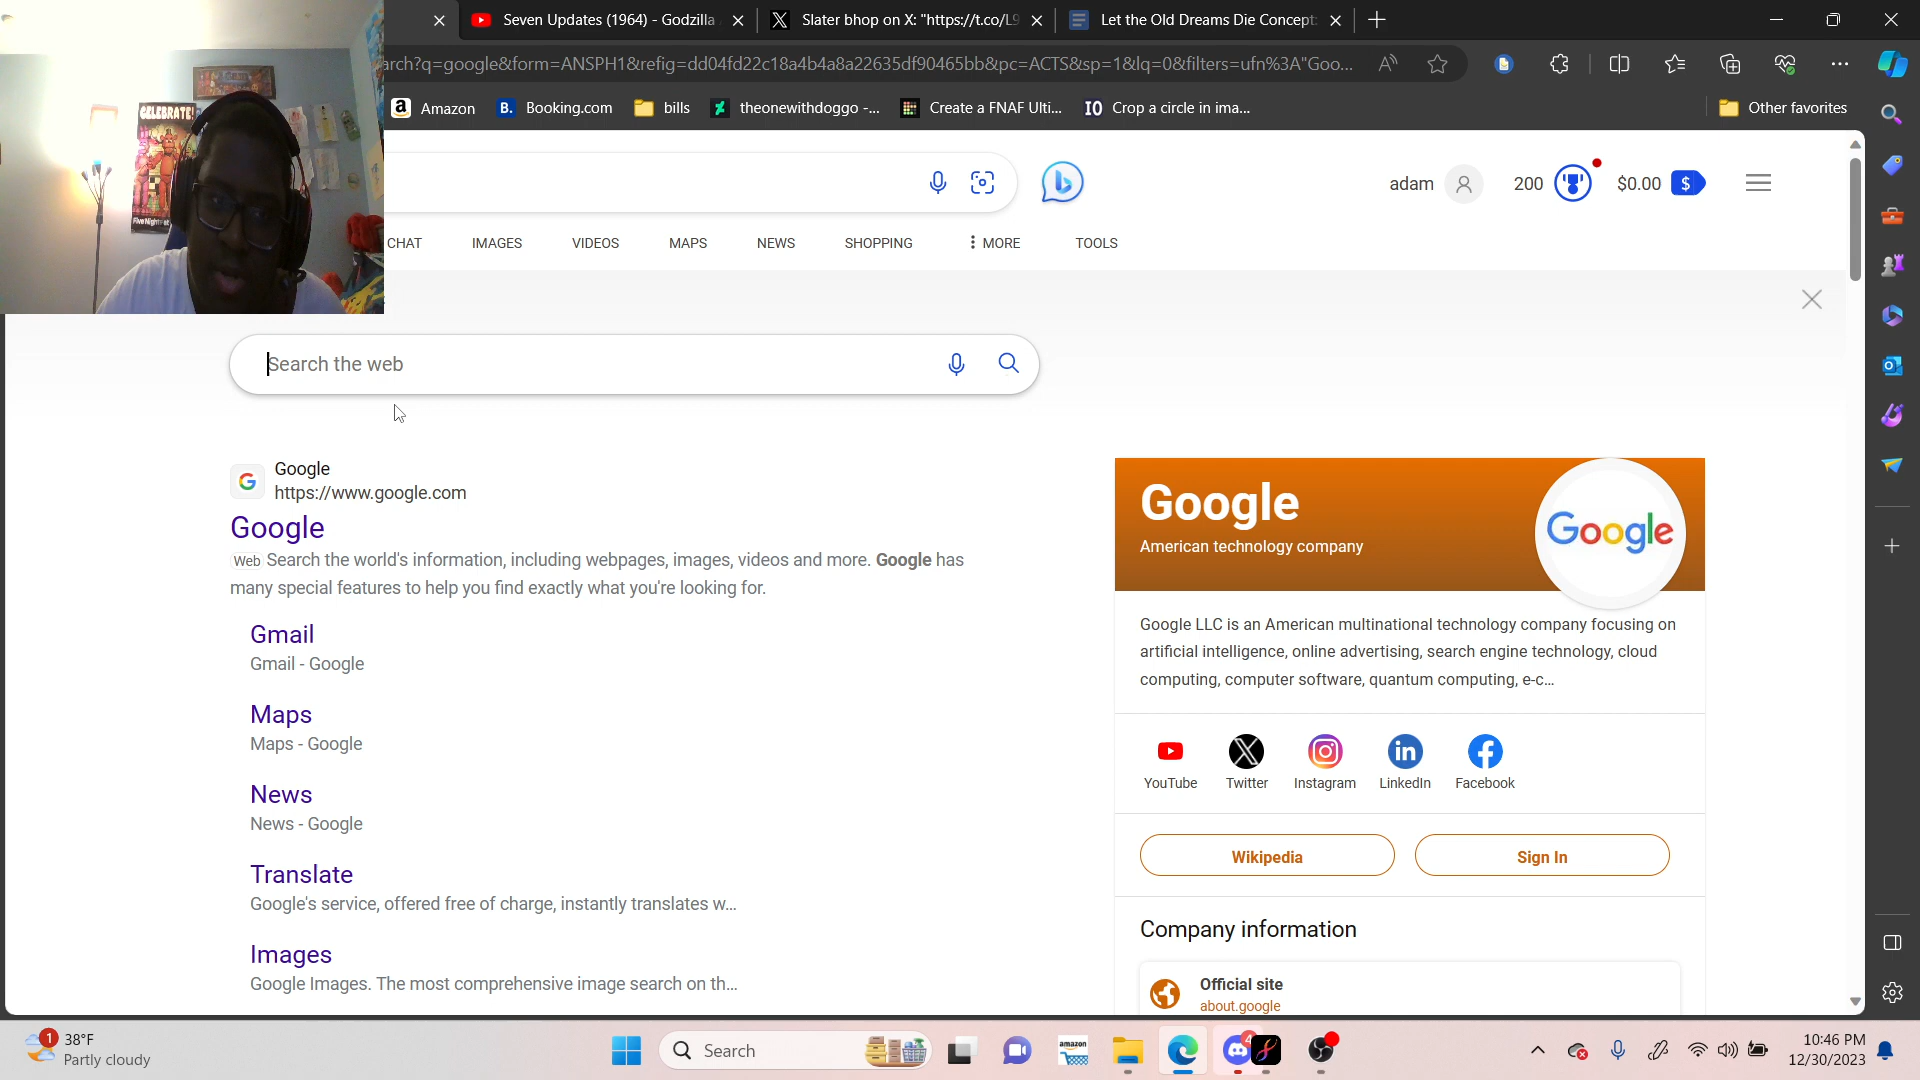 Seven Updates (1964) - Godzilla
Slater bhop on X: "https://t.co/L9
Let the Old Dreams Die Concept
arch?q=google&form=ANSPH1&refig=dd04fd22c18a4b4a8a22635df90465bb&pc=ACTS&sp=1&lq=0&filters=ufn%3A"Goo...
Amazon
Booking.com
bills
theonewithdoggo -...
Create a FNAF Ulti...
Crop a circle in ima...
Other favorites
CELEBRATE!
Five Nights at
adam
200
$0.00
CHAT
IMAGES
VIDEOS
MAPS
NEWS
SHOPPING
MORE
TOOLS
Search the web
Google
https://www.google.com
Google
Web Search the world's information, including webpages, images, videos and more. Google has
many special features to help you find exactly what you're looking for.
Gmail
Gmail - Google
Maps
Maps - Google
News
News - Google
Translate
Google's service, offered free of charge, instantly translates w...
Images
Google Images. The most comprehensive image search on th...
Google
American technology company
Google
Google LLC is an American multinational technology company focusing on
artificial intelligence, online advertising, search engine technology, cloud
computing, computer software, quantum computing, e-c...
YouTube
Twitter
Instagram
LinkedIn
Facebook
Wikipedia
Sign In
Company information
Official site
about.google
1
38°F
Partly cloudy
Search
amazon
4
10:46 PM
12/30/2023